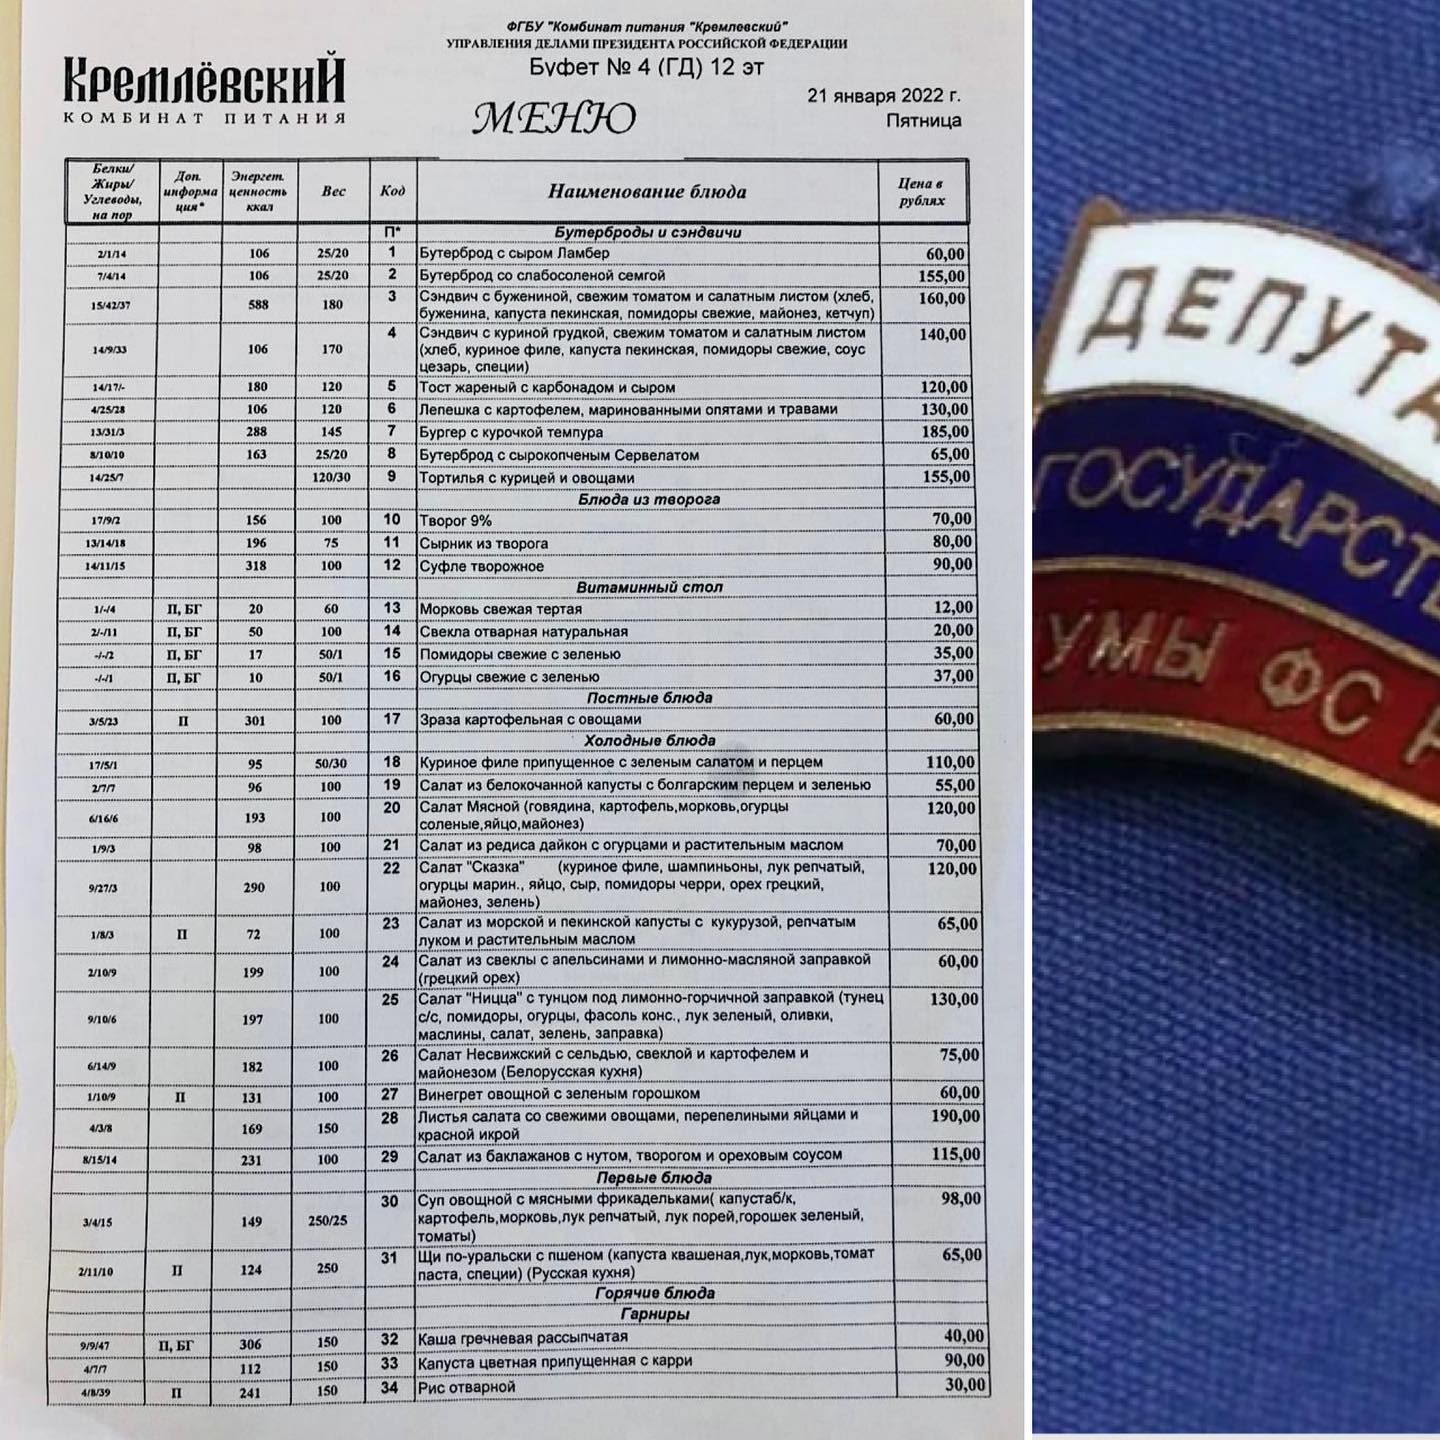 ФГБУ "Комбинат питания "Кремлевский"
УПРАВЛЕНИЯ ДЕЛАМИ ПРЕЗИДЕНТА РОССИЙСКОЙ ФЕДЕРАЦИИ
КРЕМЛЁВСКИЙ
КОМБИНАТ ПИТАНИЯ
Буфет № 4 (ГД) 12 эт
МЕНЮ
21 января 2022 г.
Пятница
Белки/ Жиры/ Углеводы, на пор Доп. информация* Энергет. ценность ккал Вес Код Наименование блюда Цена в рублях
П* Бутерброды и сэндвичи
2/1/14 106 25/20 1 Бутерброд с сыром Ламбер 60,00
7/4/14 106 25/20 2 Бутерброд со слабосоленой семгой 155,00
15/42/37 588 180 3 Сэндвич с бужениной, свежим томатом и салатным листом (хлеб, 160,00
буженина, капуста пекинская, помидоры свежие, майонез, кетчуп)
14/9/33 106 170 4 Сэндвич с куриной грудкой, свежим томатом и салатным листом 140,00
(хлеб, куриное филе, капуста пекинская, помидоры свежие, соус
цезарь, специи)
14/17/- 180 120 5 Тост жареный с карбонадом и сыром 120,00
4/25/28 106 120 6 Лепешка с картофелем, маринованными опятами и травами 130,00
13/31/3 288 145 7 Бургер с курочкой темпура 185,00
8/10/10 163 25/20 8 Бутерброд с сырокопченым Сервелатом 65,00
14/25/7 120/30 9 Тортилья с курицей и овощами 155,00
Блюда из творога
17/9/2 156 100 10 Творог 9% 70,00
13/14/18 196 75 11 Сырник из творога 80,00
14/11/15 318 100 12 Суфле творожное 90,00
Витаминный стол
1/-/4 П, БГ 20 60 13 Морковь свежая тертая 12,00
2/-/11 П, БГ 50 100 14 Свекла отварная натуральная 20,00
-/-/2 П, БГ 17 50/1 15 Помидоры свежие с зеленью 35,00
-/-/1 П, БГ 10 50/1 16 Огурцы свежие с зеленью 37,00
Постные блюда
3/5/23 П 301 100 17 Зраза картофельная с овощами 60,00
Холодные блюда
17/5/1 95 50/30 18 Куриное филе припущенное с зеленым салатом и перцем 110,00
2/7/7 96 100 19 Салат из белокочанной капусты с болгарским перцем и зеленью 55,00
6/16/6 193 100 20 Салат Мясной (говядина, картофель,морковь,огурцы 120,00
соленые,яйцо,майонез)
1/9/3 98 100 21 Салат из редиса дайкон с огурцами и растительным маслом 70,00
9/27/3 290 100 22 Салат "Сказка" (куриное филе, шампиньоны, лук репчатый, 120,00
огурцы марин., яйцо, сыр, помидоры черри, орех грецкий,
майонез, зелень)
1/8/3 П 72 100 23 Салат из морской и пекинской капусты с кукурузой, репчатым 65,00
луком и растительным маслом
2/10/9 199 100 24 Салат из свеклы с апельсинами и лимонно-масляной заправкой 60,00
(грецкий орех)
9/10/6 197 100 25 Салат "Ницца" с тунцом под лимонно-горчичной заправкой (тунец 130,00
с/с, помидоры, огурцы, фасоль конс., лук зеленый, оливки,
маслины, салат, зелень, заправка)
6/14/9 182 100 26 Салат Несвижский с сельдью, свеклой и картофелем и 75,00
майонезом (Белорусская кухня)
1/10/9 П 131 100 27 Винегрет овощной с зеленым горошком 60,00
4/3/8 169 150 28 Листья салата со свежими овощами, перепелиными яйцами и 190,00
красной икрой
8/15/14 231 100 29 Салат из баклажанов с нутом, творогом и ореховым соусом 115,00
Первые блюда
3/4/15 149 250/25 30 Суп овощной с мясными фрикадельками( капустаб/к, 98,00
картофель,морковь,лук репчатый, лук порей,горошек зеленый,
томаты)
2/11/10 П 124 250 31 Щи по-уральски с пшеном (капуста квашеная,лук,морковь,томат 65,00
паста, специи) (Русская кухня)
Горячие блюда
Гарниры
9/9/47 П, БГ 306 150 32 Каша гречневая рассыпчатая 40,00
4/7/7 112 150 33 Капуста цветная припущенная с карри 90,00
4/8/39 П 241 150 34 Рис отварной 30,00
ДЕПУТА
ГОСУДАРСТВ
УМЫ ФС Р